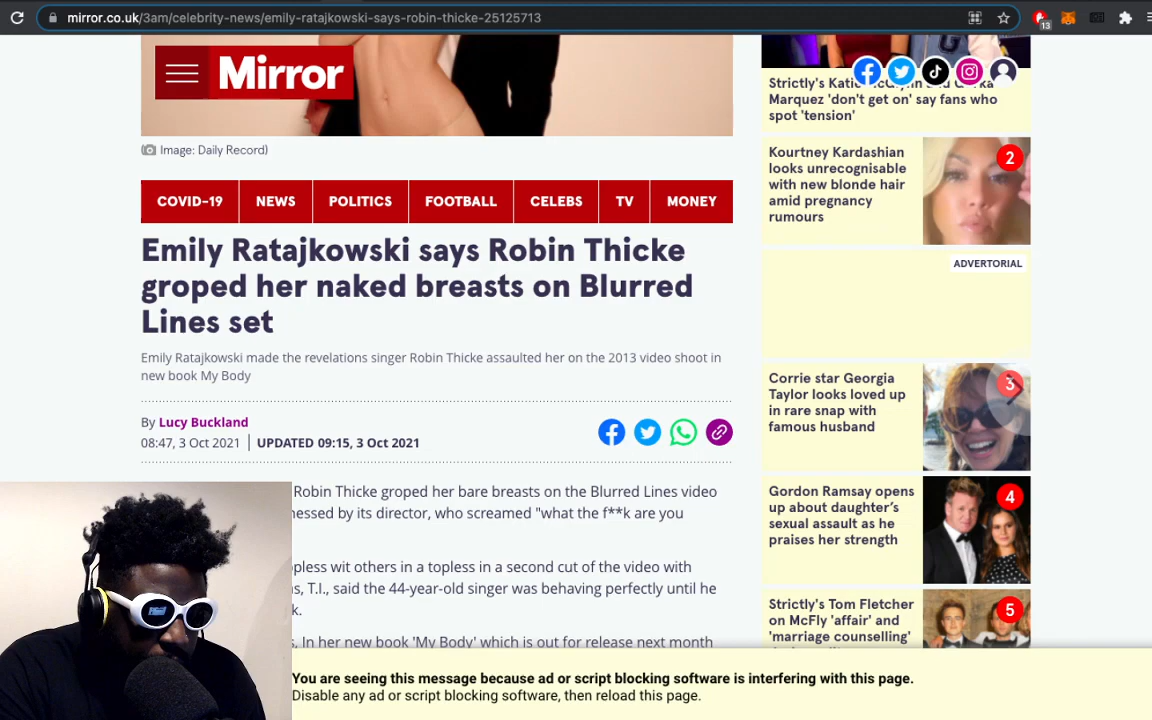 mirror.co.uk/3am/celebrity-news/emily-ratajkowski-says-robin-thicke-25125713
13
Mirror
Image: Daily Record)
COVID-19 NEWS POLITICS FOOTBALL CELEBS TV MONEY
Emily Ratajkowski says Robin Thicke
groped her naked breasts on Blurred
Lines set
Emily Ratajkowski made the revelations singer Robin Thicke assaulted her on the 2013 video shoot in
new book My Body
By Lucy Buckland
08:47, 3 Oct 2021 | UPDATED 09:15, 3 Oct 2021
Robin Thicke groped her bare breasts on the Blurred Lines video
nessed by its director, who screamed "what the f**k are you
pless wit others in a topless in a second cut of the video with
s, T.I., said the 44-year-old singer was behaving perfectly until he
k.
s, In her new book 'My Body' which is out for release next month
Strictly's Katie
Marquez 'don't get on' say fans who
spot 'tension'
Kourtney Kardashian
looks unrecognisable
with new blonde hair
amid pregnancy
rumours
2
ADVERTORIAL
Corrie star Georgia
Taylor looks loved up
in rare snap with
famous husband
3
Gordon Ramsay opens
up about daughter's
sexual assault as he
praises her strength
4
Strictly's Tom Fletcher
on McFly 'affair' and
'marriage counselling'
5
You are seeing this message because ad or script blocking software is interfering with this page.
Disable any ad or script blocking software, then reload this page.